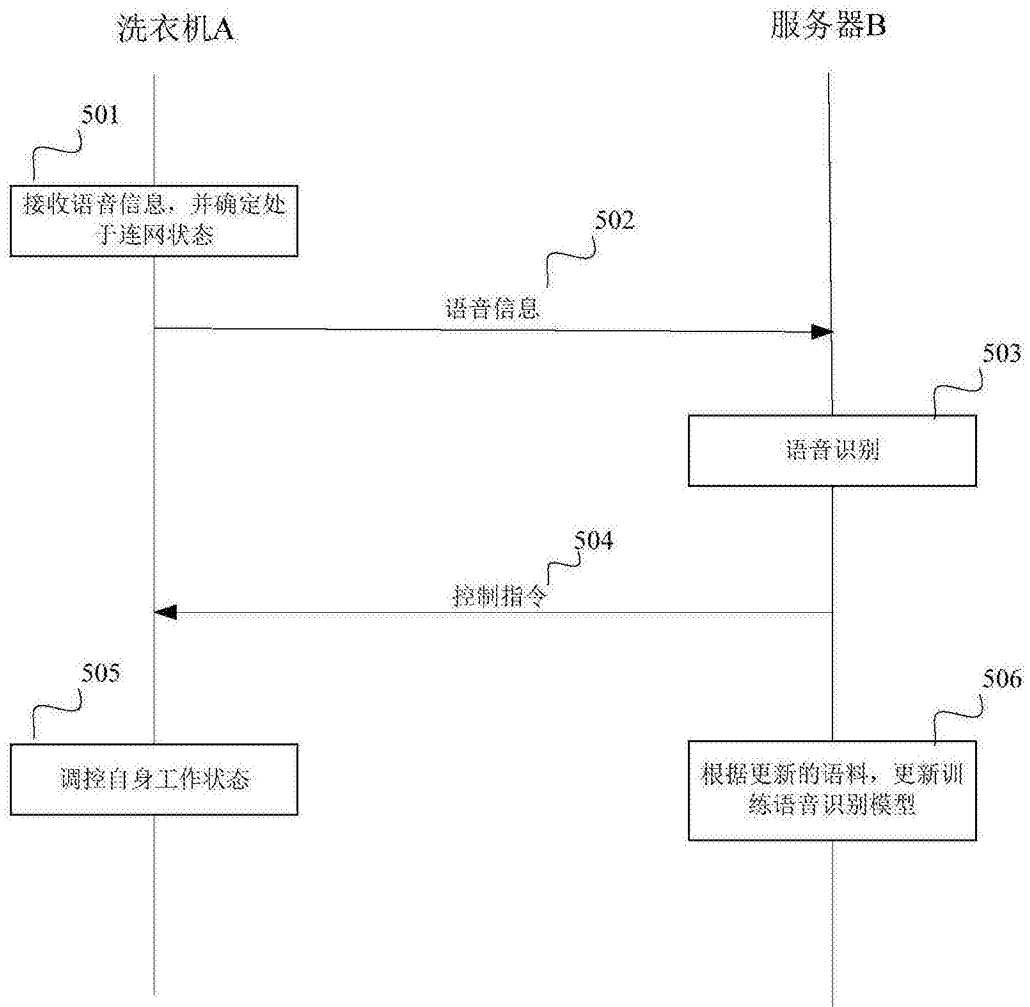 洗衣机A
服务器B
501
接收语音信息，并确定处
于连网状态
502
语音信息
503
语音识别
504
控制指令
505
调控自身工作状态
506
根据更新的语料，更新训
练语音识别模型